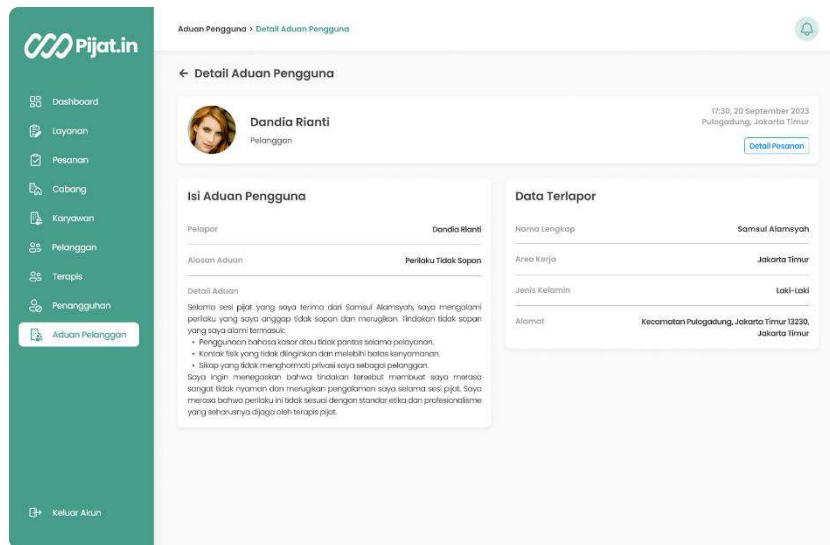 Pijat.in
Dashboard
Layanan
Pesanan
Cabang
Karyawan
Pelanggan
Terapis
Penangguhan
Aduan Pelanggan
Keluar Akun
Aduan Pengguna > Detail Aduan Pengguna
← Detail Aduan Pengguna
Dandia Rianti
Pelanggan
17:30, 20 September 2023
Pulogadung, Jakarta Timur
Detail Pesanan
Isi Aduan Pengguna
Pelapor Dandia Rianti
Alasan Aduan Perilaku Tidak Sopan
Detail Aduan
Selama sesi pijat yang saya terima dari Samsul Alamsyah, saya mengalami
perilaku yang saya anggap tidak sopan dan merugikan. Tindakan tidak sopan
yang saya alami termasuk:
• Penggunaan bahasa kasar atau tidak pantas selama pelayanan.
• Kontak fisik yang tidak diinginkan dan melebihi batas kenyamanan.
• Sikap yang tidak menghormati privasi saya sebagai pelanggan.
Saya ingin menegaskan bahwa tindakan tersebut membuat saya merasa
sangat tidak nyaman dan merugikan pengalaman saya selama sesi pijat. Saya
merasa bahwa perilaku ini tidak sesuai dengan standar etika dan profesionalisme
yang seharusnya dijaga oleh terapis pijat.
Data Terlapor
Nama Lengkap Samsul Alamsyah
Area Kerja Jakarta Timur
Jenis Kelamin Laki-Laki
Alamat Kecamatan Pulogadung, Jakarta Timur 13230,
Jakarta Timur